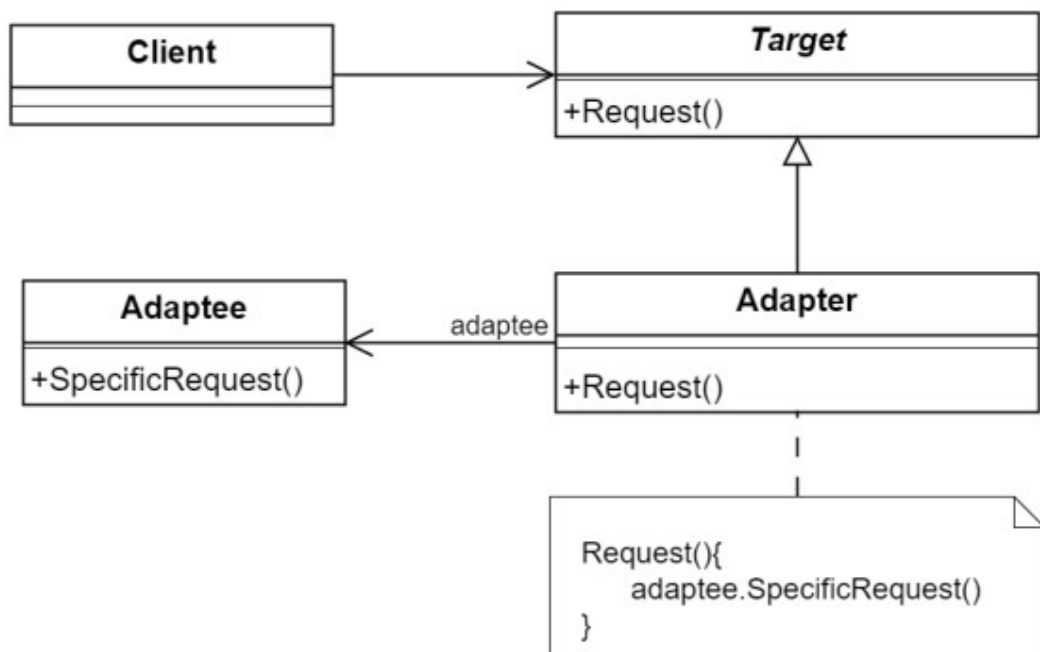 Client
Target
+Request()
Adaptee
adaptee
Adapter
+SpecificRequest()
+Request()
Request(){
adaptee.SpecificRequest()
}